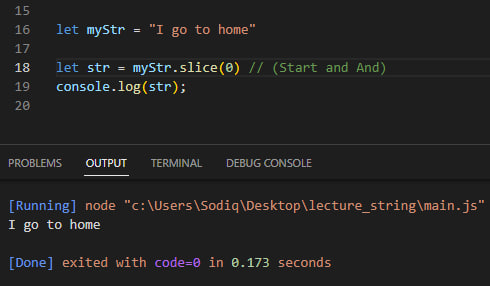 15
16 let myStr = "I go to home"
17
18 let str = myStr.slice(0) // (Start and And)
19 console.log(str);
20
PROBLEMS OUTPUT TERMINAL DEBUG CONSOLE
[Running] node "c:\Users\Sodiq\Desktop\lecture_string\main.js"
I go to home
[Done] exited with code=0 in 0.173 seconds